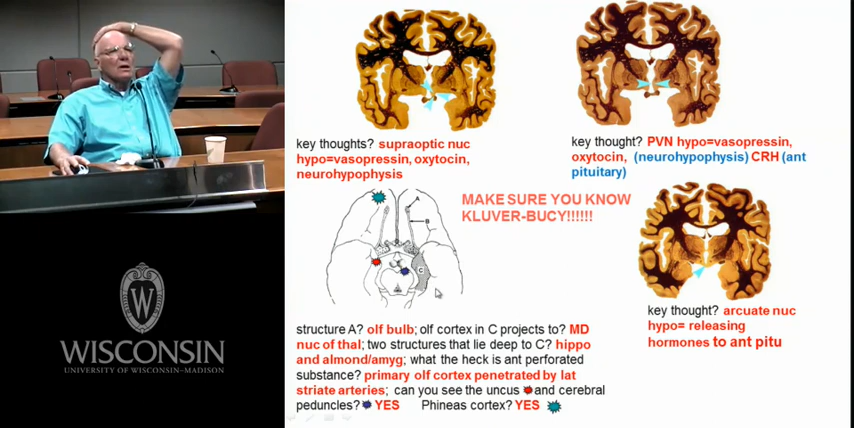 key thoughts? supraoptic nuc
hypo=vasopressin, oxytocin,
neurohypophysis
key thought? PVN hypo=vasopressin,
oxytocin, (neurohypophysis) CRH (ant
pituitary)
MAKE SURE YOU KNOW
KLUVER-BUCY!!!!!!
A
B
C
key thought? arcuate nuc
hypo= releasing
hormones to ant pitu
structure A? olf bulb; olf cortex in C projects to? MD
nuc of thal; two structures that lie deep to C? hippo
and almond/amyg; what the heck is ant perforated
substance? primary olf cortex penetrated by lat
striate arteries; can you see the uncus and cerebral
peduncles? YES Phineas cortex? YES
W
WISCONSIN
UNIVERSITY OF WISCONSIN–MADISON